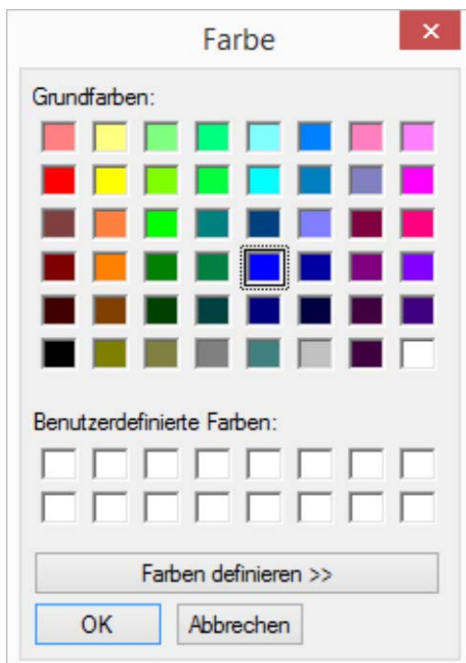 Farbe
Grundfarben:
Benutzerdefinierte Farben:
Farben definieren >>
OK Abbrechen